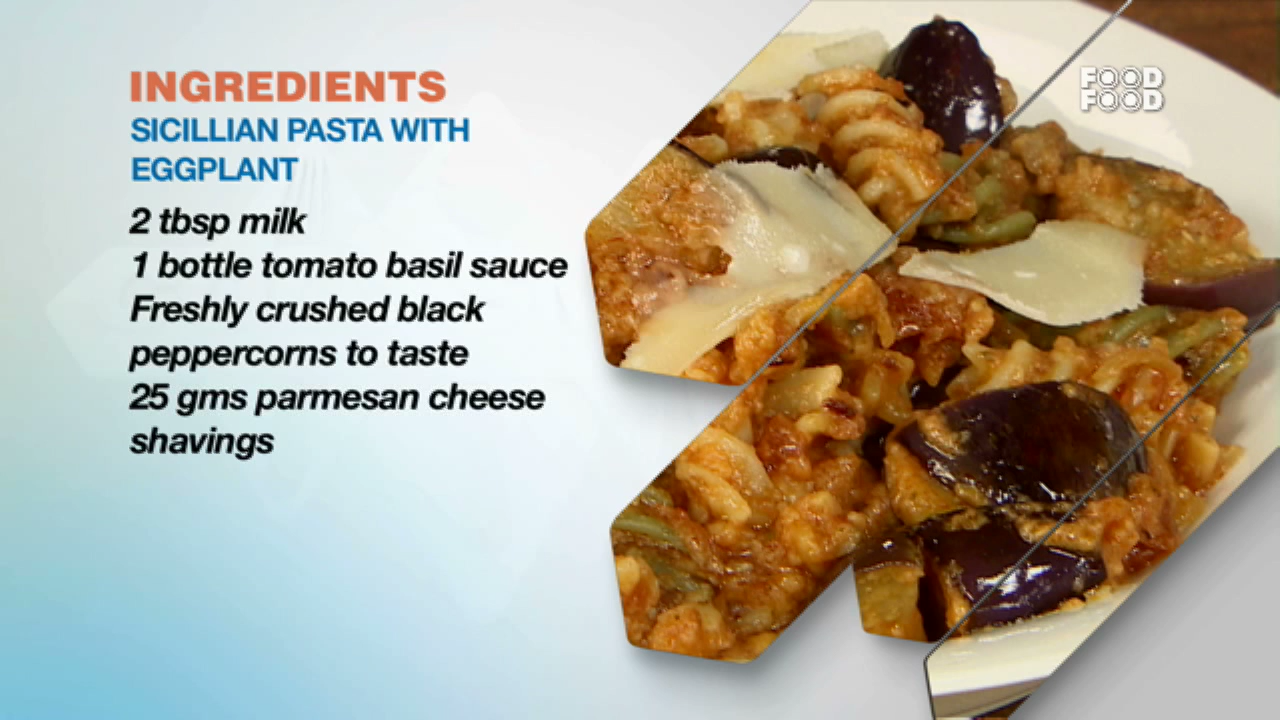 INGREDIENTS
SICILLIAN PASTA WITH
EGGPLANT
2 tbsp milk
1 bottle tomato basil sauce
Freshly crushed black
peppercorns to taste
25 gms parmesan cheese
shavings
FOOD
FOOD